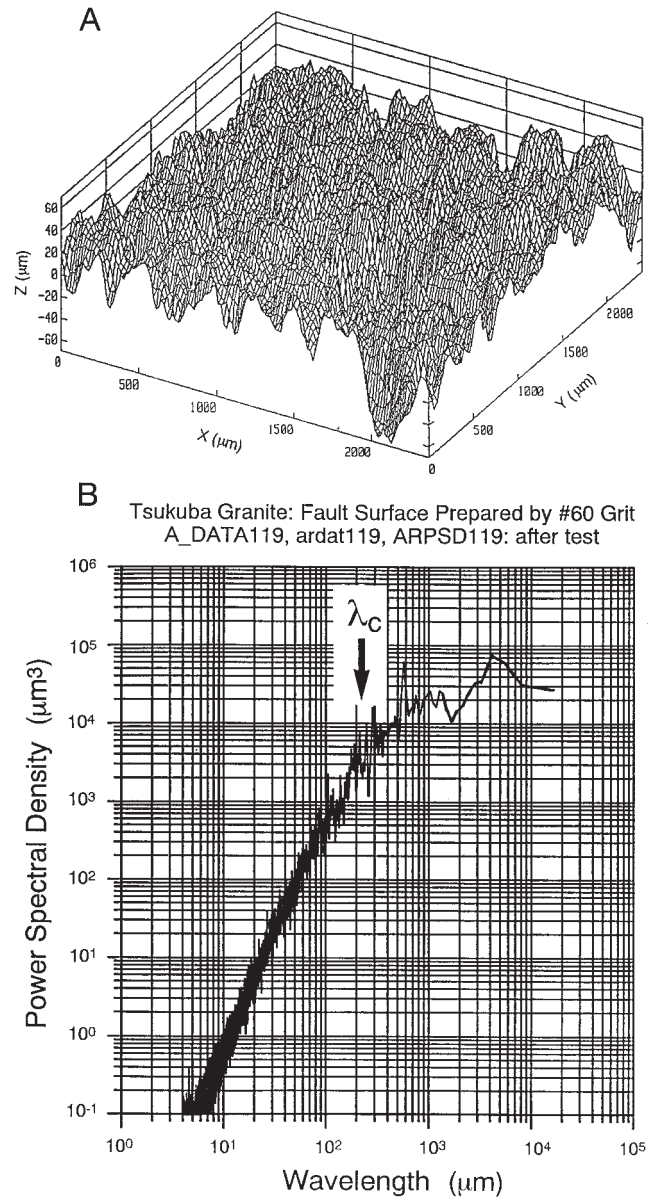 A
60
40
20
0
-20
-40
-60
Z (μm)
0
500
1000
1500
2000
X (μm)
0
500
1000
1500
2000
Y (μm)
B
Tsukuba Granite: Fault Surface Prepared by #60 Grit
A_DATA119, ardat119, ARPSD119: after test
λc
10⁶
10⁵
10⁴
10³
10²
10¹
10⁰
10⁻¹
Power Spectral Density (μm³)
10⁰ 10¹ 10² 10³ 10⁴ 10⁵
Wavelength (μm)